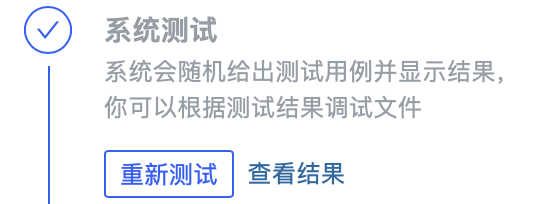 系统测试
系统会随机给出测试用例并显示结果，
你可以根据测试结果调试文件
重新测试 查看结果